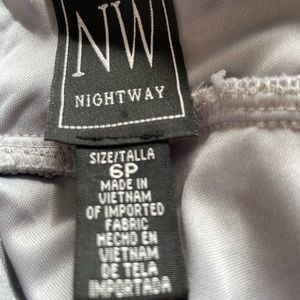 NW
NIGHTWAY
SIZE/TALLA
6P
MADE IN
VIETNAM
OF IMPORTED
FABRIC
HECHO EN
VIETNAM
DE TELA
IMPORTADA